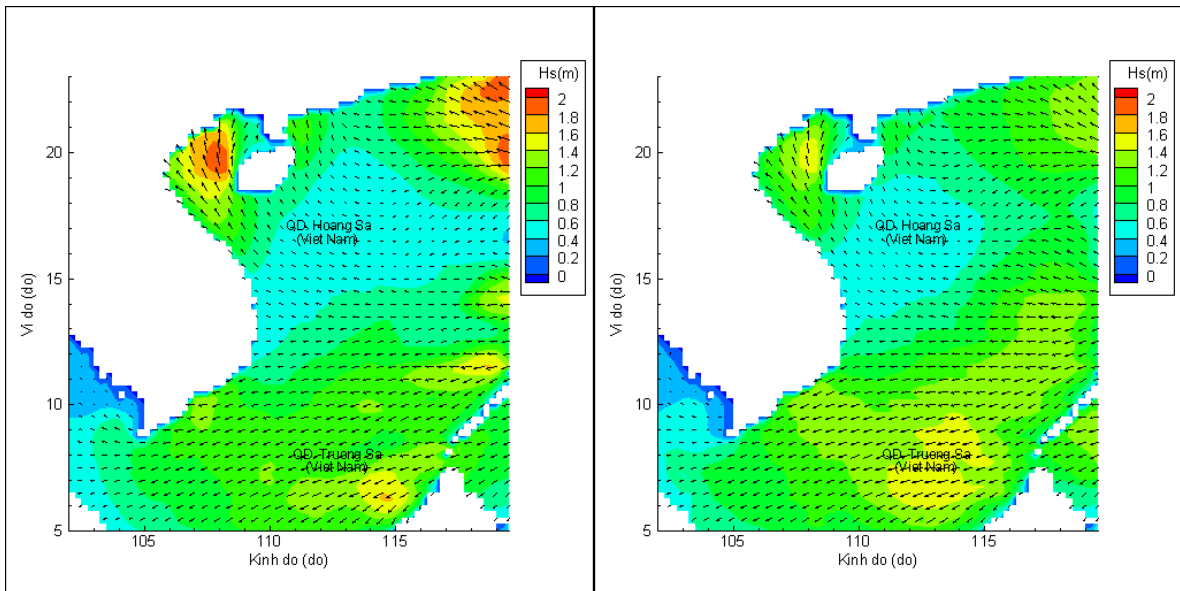 Hs(m)
2
1.8
1.6
1.4
1.2
1
0.8
0.6
0.4
0.2
0
20
15
10
5
Vi do (do)
QD. Hoang Sa
(Viet Nam)
QD. Truong Sa
(Viet Nam)
105
110
115
Kinh do (do)
Hs(m)
2
1.8
1.6
1.4
1.2
1
0.8
0.6
0.4
0.2
0
20
15
10
5
Vi do (do)
QD. Hoang Sa
(Viet Nam)
QD. Truong Sa
(Viet Nam)
105
110
115
Kinh do (do)